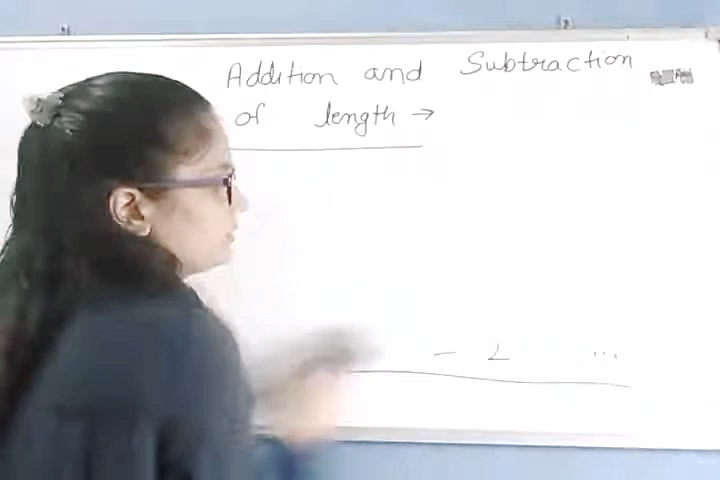 Addition and Subtraction
of length →